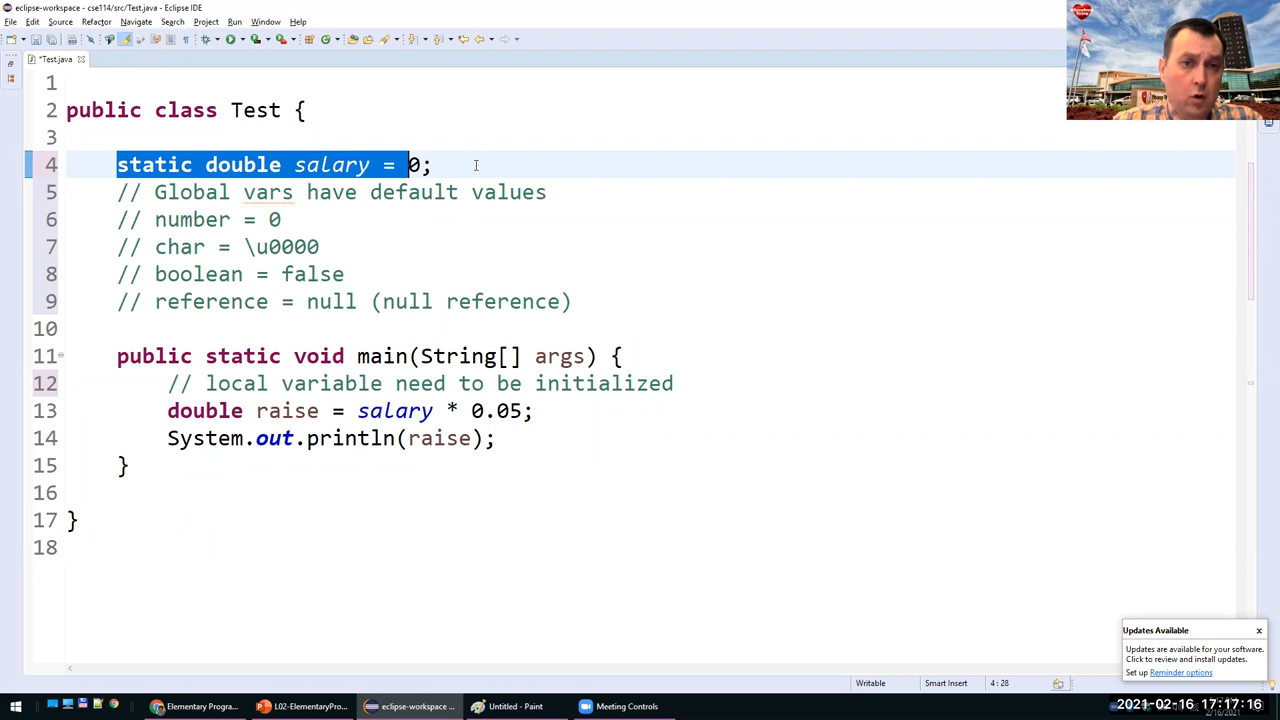 eclipse-workspace - cse114/src/Test.java - Eclipse IDE
File Edit Source Refactor Navigate Search Project Run Window Help
*Test.java
1
2 public class Test {
3
4 static double salary = 0;
5 // Global vars have default values
6 // number = 0
7 // char = \u0000
8 // boolean = false
9 // reference = null (null reference)
10
11 public static void main(String[] args) {
12 // local variable need to be initialized
13 double raise = salary * 0.05;
14 System.out.println(raise);
15 }
16
17 }
18
Updates Available
Updates are available for your software.
Click to review and install updates.
Set up Reminder options
Writable Smart Insert 4 : 28
Elementary Progra... L02-ElementaryPro... eclipse-workspace ... Untitled - Paint Meeting Controls
2021-02-16 17:17:16